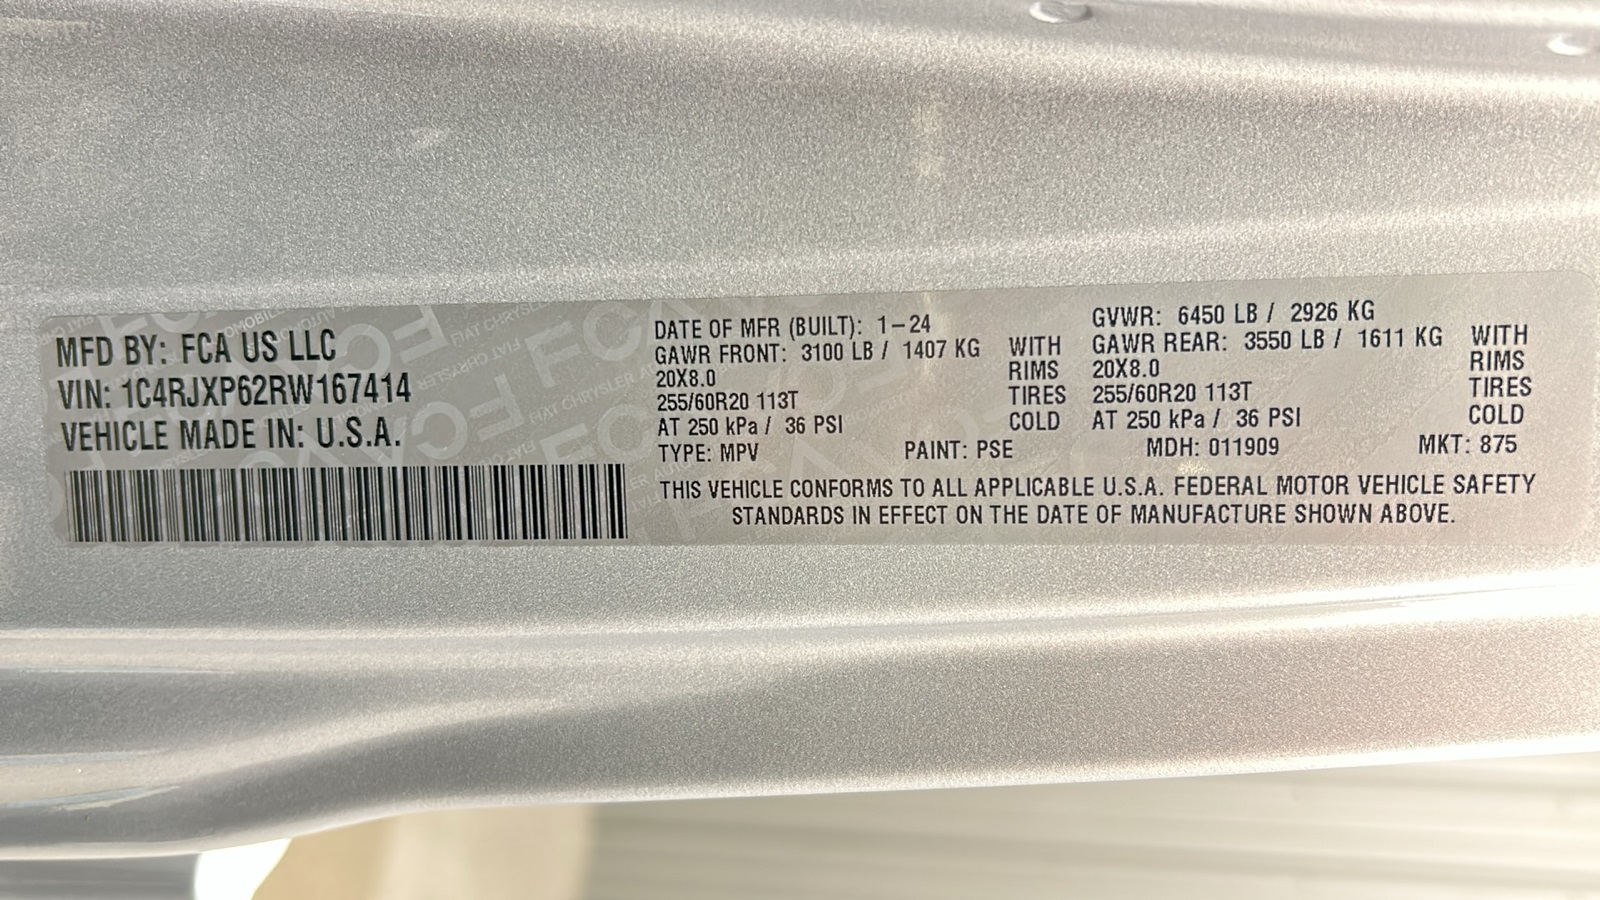 MFD BY: FCA US LLC
VIN: 1C4RJXP62RW167414
VEHICLE MADE IN: U.S.A.
DATE OF MFR (BUILT): 1-24
GAWR FRONT: 3100 LB / 1407 KG WITH
20X8.0 RIMS
255/60R20 113T TIRES
AT 250 kPa / 36 PSI COLD
GVWR: 6450 LB / 2926 KG
GAWR REAR: 3550 LB / 1611 KG WITH
20X8.0 RIMS
255/60R20 113T TIRES
AT 250 kPa / 36 PSI COLD
TYPE: MPV PAINT: PSE MDH: 011909 MKT: 875
THIS VEHICLE CONFORMS TO ALL APPLICABLE U.S.A. FEDERAL MOTOR VEHICLE SAFETY
STANDARDS IN EFFECT ON THE DATE OF MANUFACTURE SHOWN ABOVE.